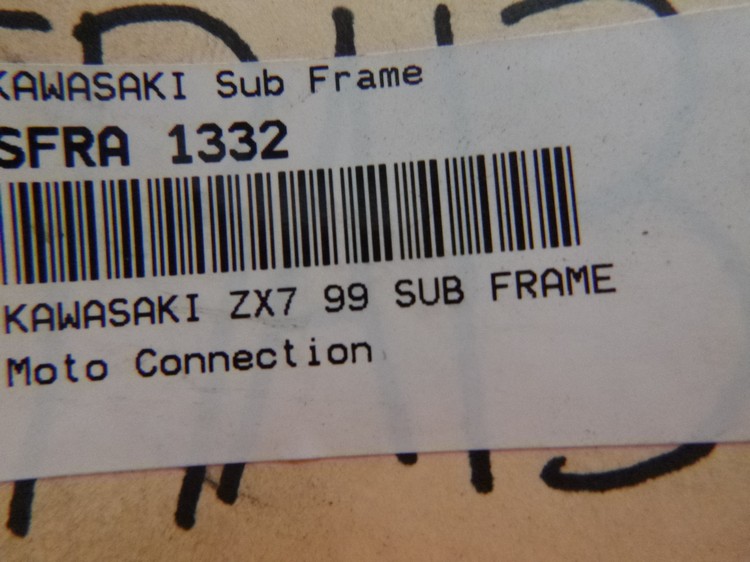 KAWASAKI Sub Frame
SFRA 1332
KAWASAKI ZX7 99 SUB FRAME
Moto Connection